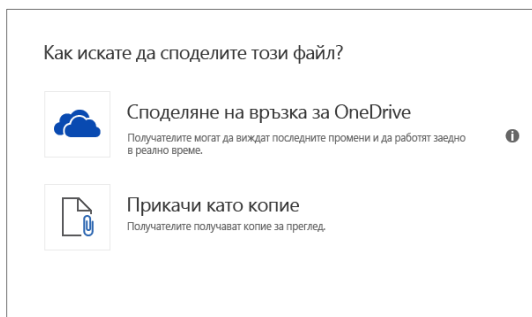 Как искате да споделите този файл?
Споделяне на връзка за OneDrive
Получателите могат да виждат последните промени и да работят заедно
в реално време.
Прикачи като копие
Получателите получават копие за преглед.